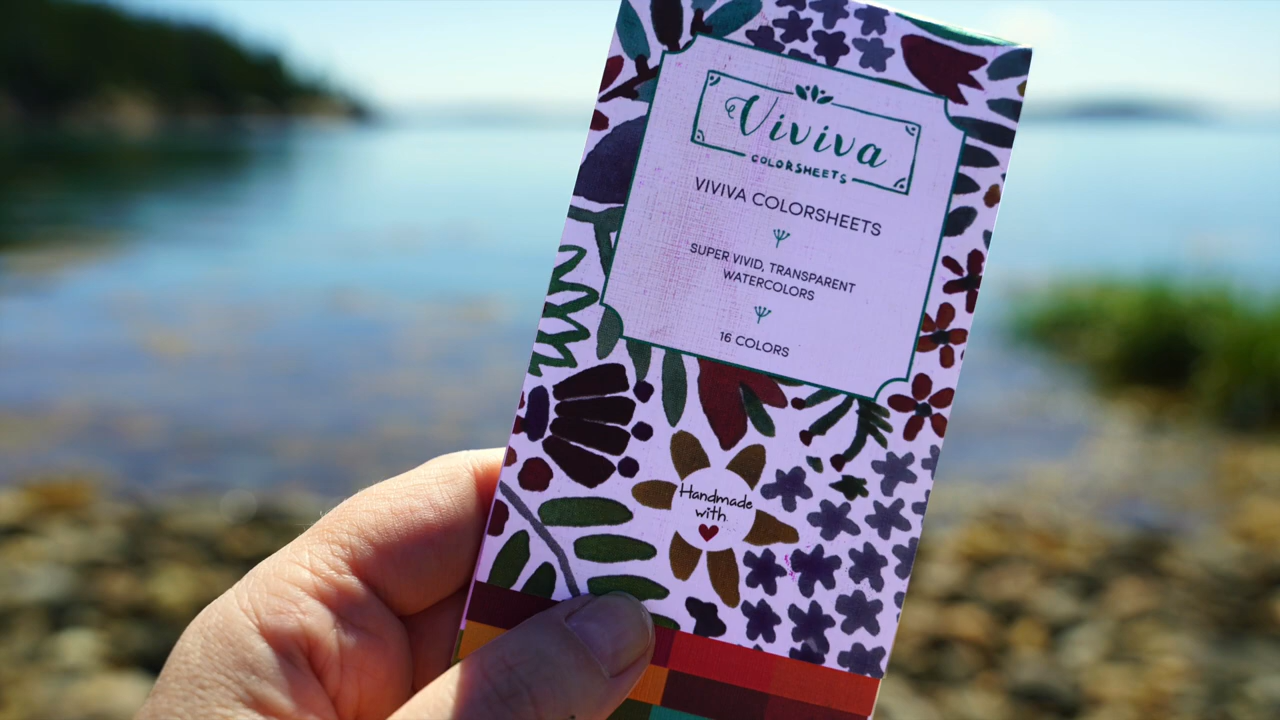 Viviva
COLORSHEETS
VIVIVA COLORSHEETS
SUPER VIVID, TRANSPARENT
WATERCOLORS
16 COLORS
Handmade
with